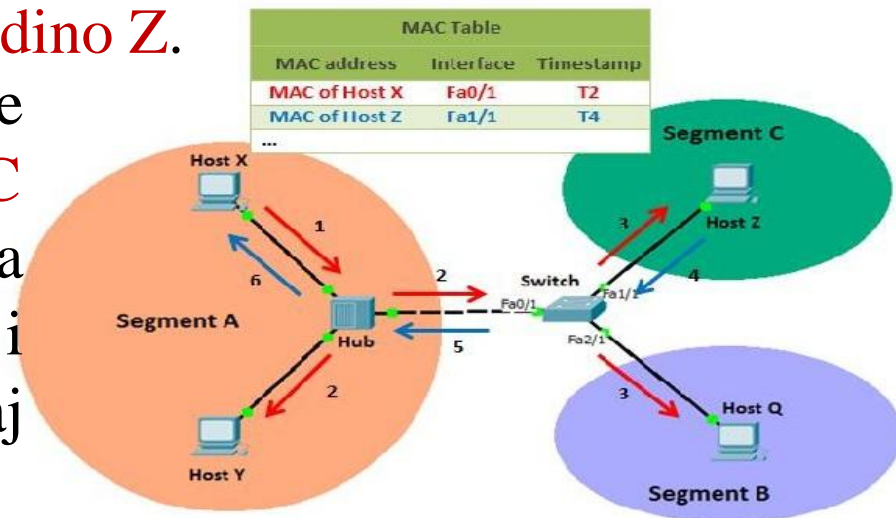 dino Z.
e
C
a
i
aj
MAC Table
MAC address Interface Timestamp
MAC of Host X Fa0/1 T2
MAC of Host Z Fa1/1 T4
...
Segment C
Host X
1
3
Host Z
6
2
Switch
4
Fa0/1
Fa1/1
Segment A
Hub
5
Fa2/1
2
3
Host Q
Host Y
Segment B